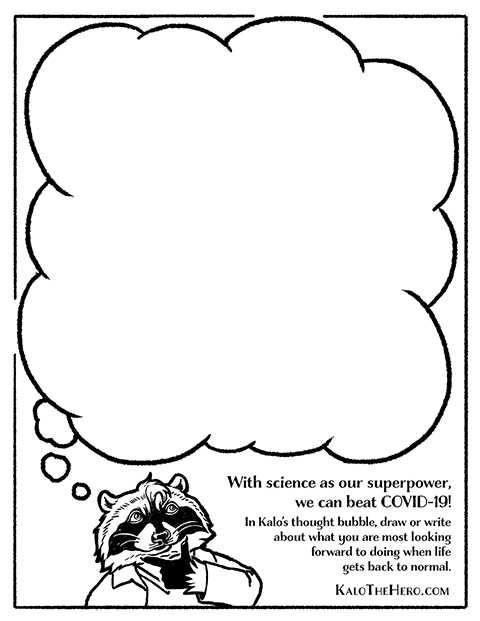 With science as our superpower,
we can beat COVID-19!
In Kalo's thought bubble, draw or write
about what you are most looking
forward to doing when life
gets back to normal.
KaloTheHero.com